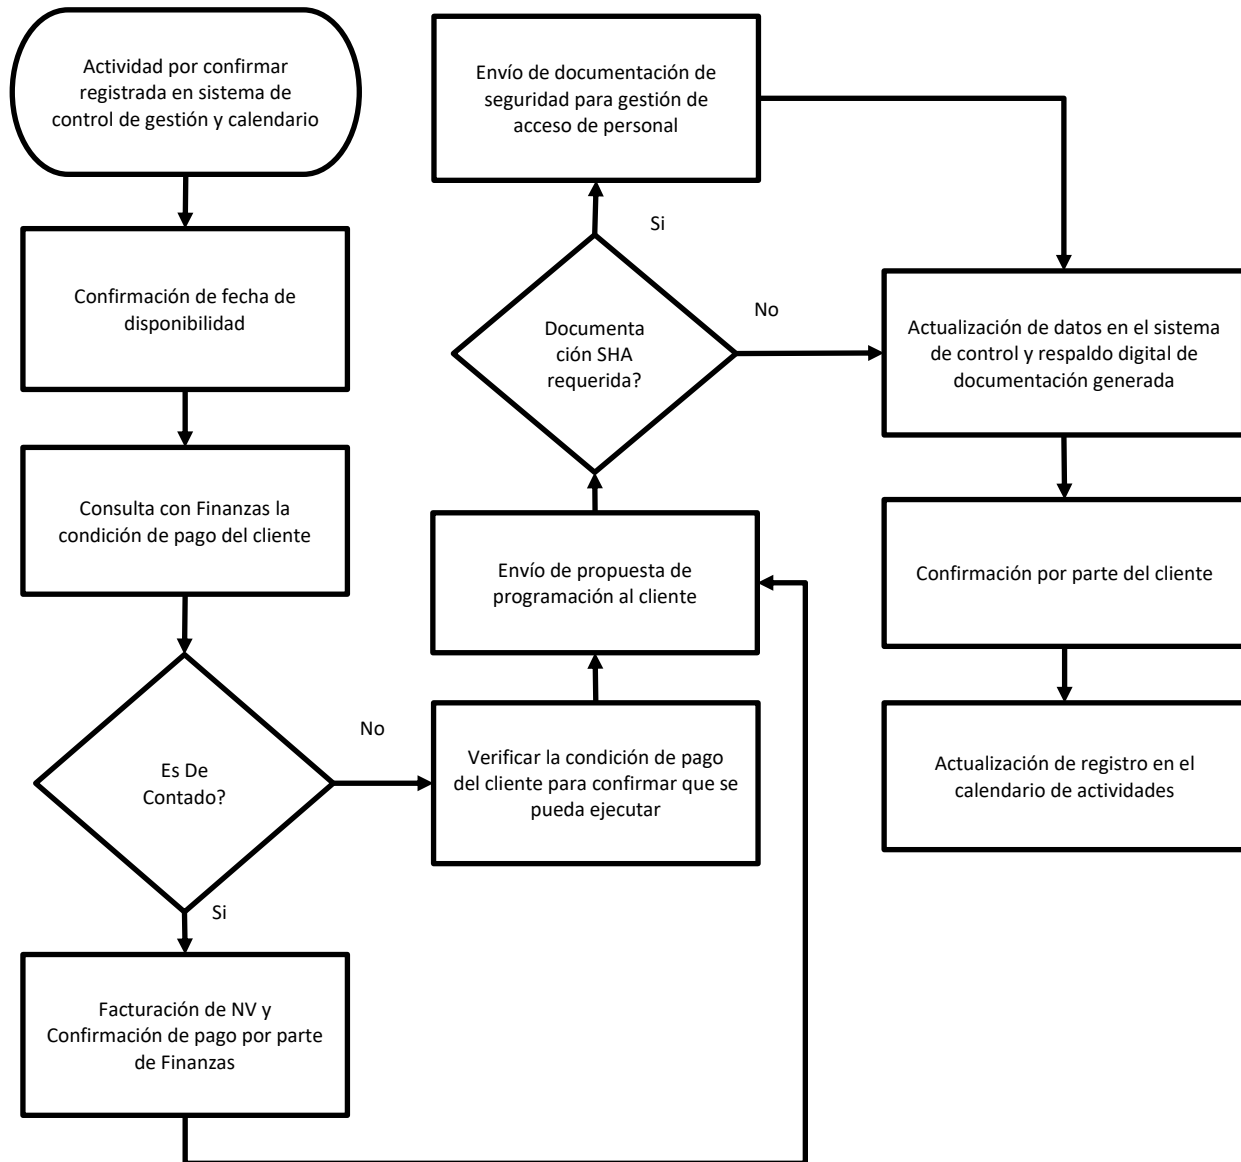 Actividad por confirmar
registrada en sistema de
control de gestión y calendario
Confirmación de fecha de
disponibilidad
Consulta con Finanzas la
condición de pago del cliente
Es De
Contado?
No
Si
Facturación de NV y
Confirmación de pago por parte
de Finanzas
Verificar la condición de pago
del cliente para confirmar que se
pueda ejecutar
Envío de propuesta de
programación al cliente
Documenta
ción SHA
requerida?
Si
No
Envío de documentación de
seguridad para gestión de
acceso de personal
Actualización de datos en el sistema
de control y respaldo digital de
documentación generada
Confirmación por parte del cliente
Actualización de registro en el
calendario de actividades